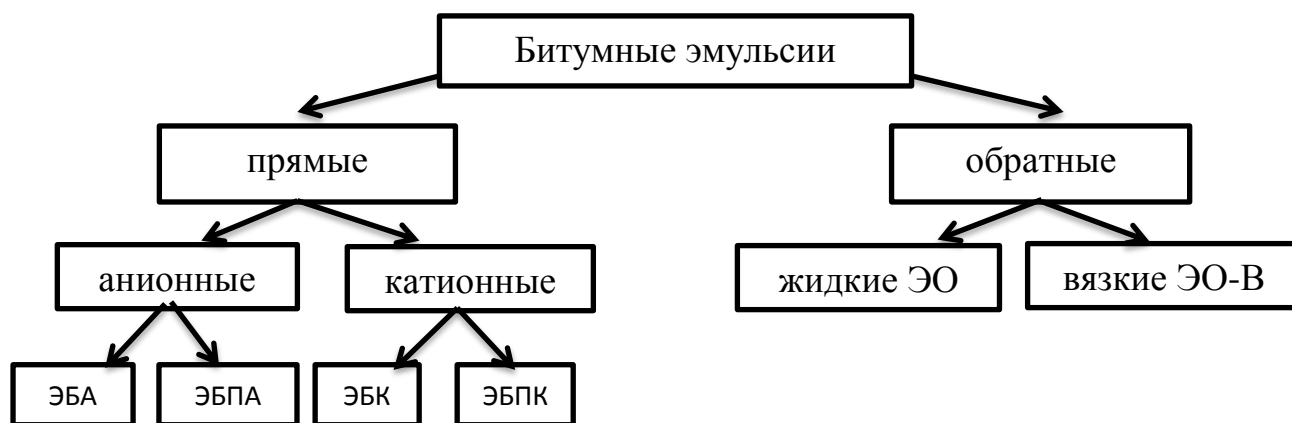 Битумные эмульсии
прямые
обратные
анионные
катионные
жидкие ЭО
вязкие ЭО-В
ЭБА
ЭБПА
ЭБК
ЭБПК